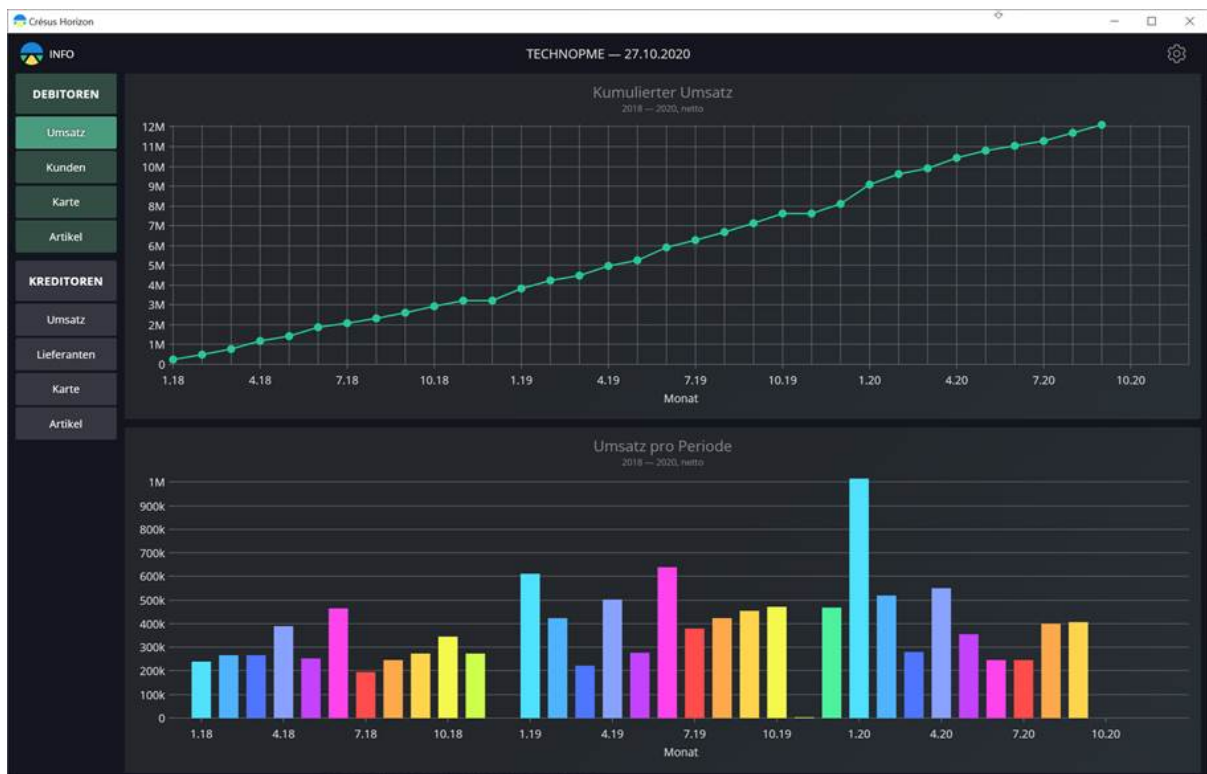 Crésus Horizon
INFO
TECHNOPME — 27.10.2020
DEBITOREN
Umsatz
Kunden
Karte
Artikel
KREDITOREN
Umsatz
Lieferanten
Karte
Artikel
Kumulierter Umsatz
2018 — 2020, netto
12M
11M
10M
9M
8M
7M
6M
5M
4M
3M
2M
1M
0
1.18 4.18 7.18 10.18 1.19 4.19 7.19 10.19 1.20 4.20 7.20 10.20
Monat
Umsatz pro Periode
2018 — 2020, netto
1M
900k
800k
700k
600k
500k
400k
300k
200k
100k
0
1.18 4.18 7.18 10.18 1.19 4.19 7.19 10.19 1.20 4.20 7.20 10.20
Monat